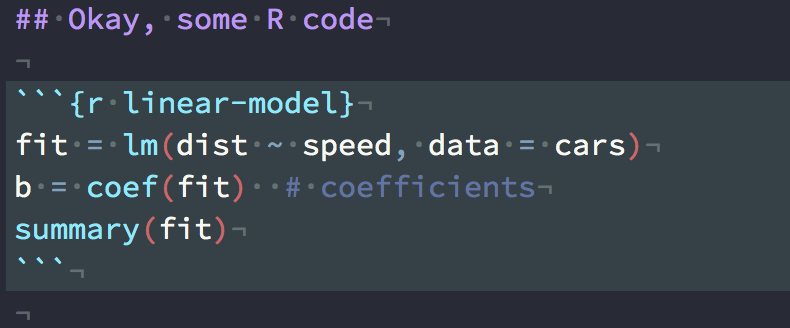 ## Okay, some R code
```{r linear-model}
fit = lm(dist ~ speed, data = cars)
b = coef(fit)  # coefficients
summary(fit)
```